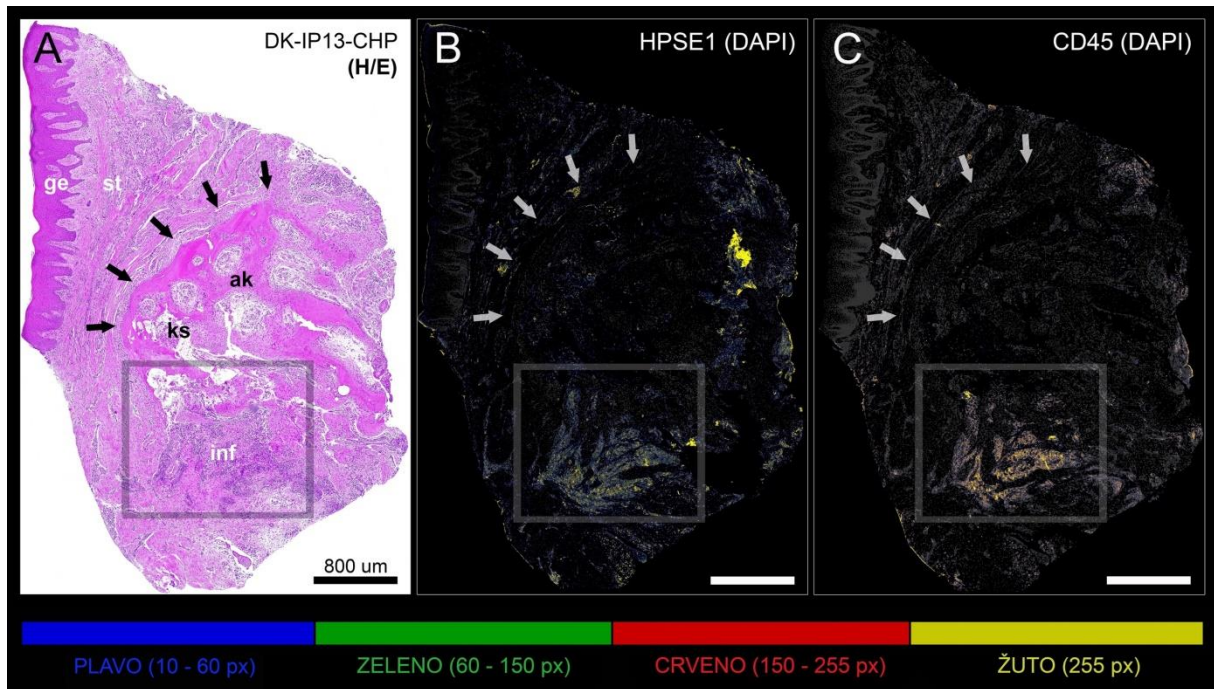 A
DK-IP13-CHP
(H/E)
ge
st
ak
ks
inf
800 um
B
HPSE1 (DAPI)
C
CD45 (DAPI)
PLAVO (10 - 60 px)
ZELENO (60 - 150 px)
CRVENO (150 - 255 px)
ŽUTO (255 px)